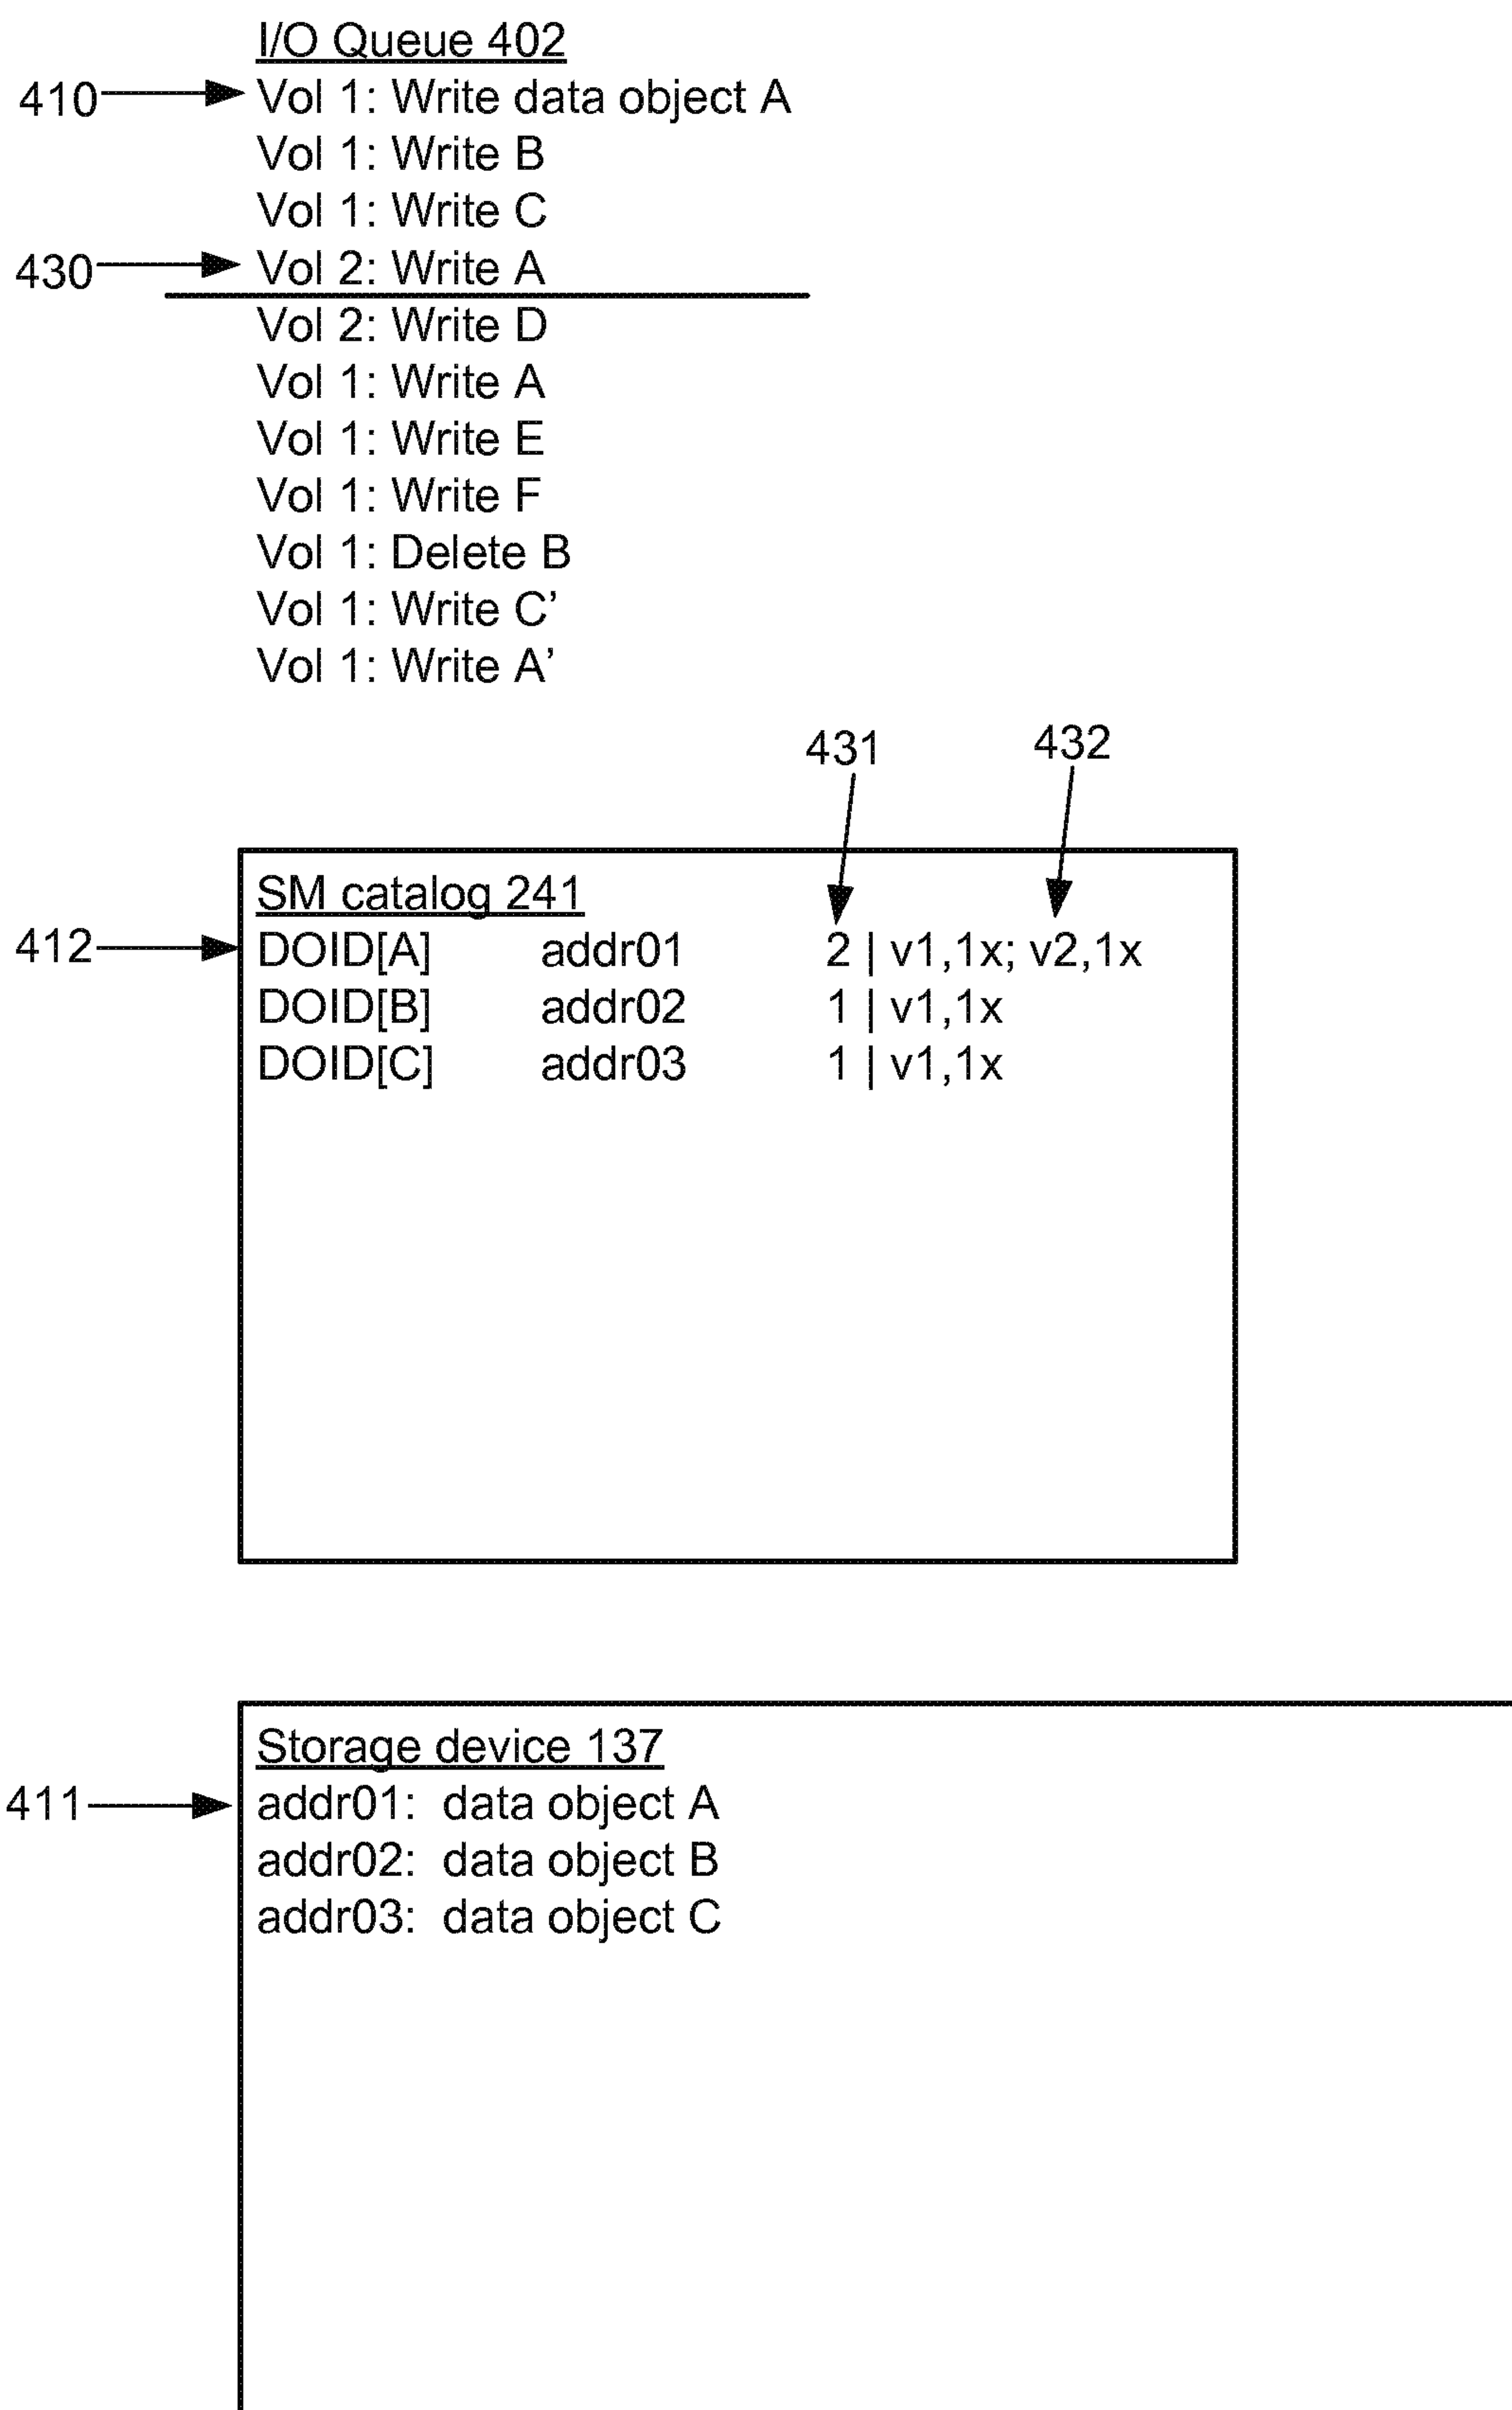 I/O Queue 402
410 Vol 1: Write data object A
Vol 1: Write B
Vol 1: Write C
430 Vol 2: Write A
Vol 2: Write D
Vol 1: Write A
Vol 1: Write E
Vol 1: Write F
Vol 1: Delete B
Vol 1: Write C’
Vol 1: Write A’
431 432
SM catalog 241
412 DOID[A] addr01 2 | v1,1x; v2,1x
DOID[B] addr02 1 | v1,1x
DOID[C] addr03 1 | v1,1x
Storage device 137
411 addr01: data object A
addr02: data object B
addr03: data object C